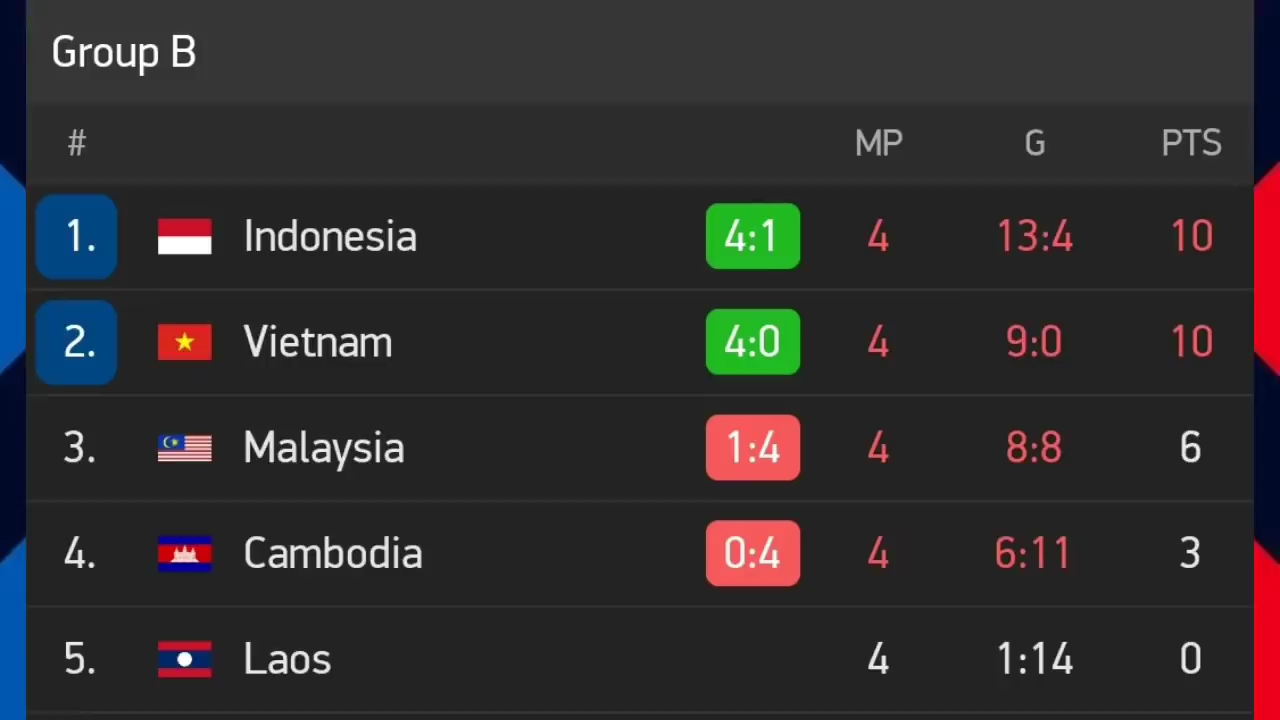 Group B
# MP G PTS
1. Indonesia 4:1 4 13:4 10
2. Vietnam 4:0 4 9:0 10
3. Malaysia 1:4 4 8:8 6
4. Cambodia 0:4 4 6:11 3
5. Laos 4 1:14 0